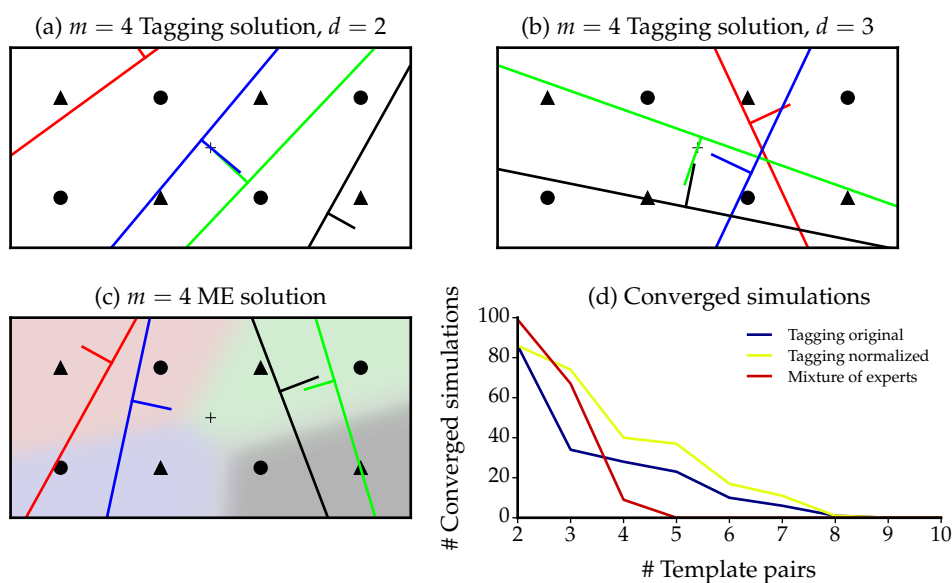 (a) m = 4 Tagging solution, d = 2
(b) m = 4 Tagging solution, d = 3
(c) m = 4 ME solution
(d) Converged simulations
# Converged simulations
100
80
60
40
20
0
Tagging original
Tagging normalized
Mixture of experts
2 3 4 5 6 7 8 9 10
# Template pairs